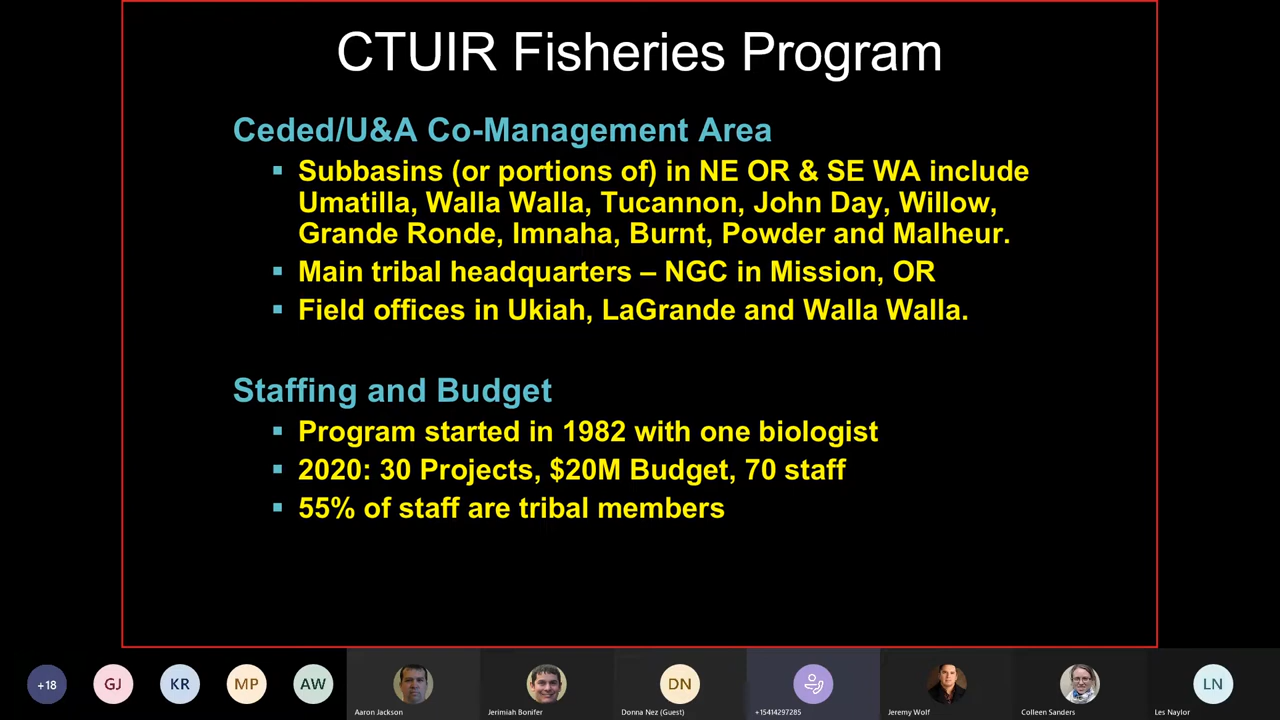 CTUIR Fisheries Program
Ceded/U&A Co-Management Area
▪ Subbasins (or portions of) in NE OR & SE WA include
Umatilla, Walla Walla, Tucannon, John Day, Willow,
Grande Ronde, Imnaha, Burnt, Powder and Malheur.
▪ Main tribal headquarters – NGC in Mission, OR
▪ Field offices in Ukiah, LaGrande and Walla Walla.
Staffing and Budget
▪ Program started in 1982 with one biologist
▪ 2020: 30 Projects, $20M Budget, 70 staff
▪ 55% of staff are tribal members
+18 GJ KR MP AW DN LN
Aaron Jackson Jerimiah Bonifer Donna Nez (Guest) +15414297285 Jeremy Wolf Colleen Sanders Les Naylor